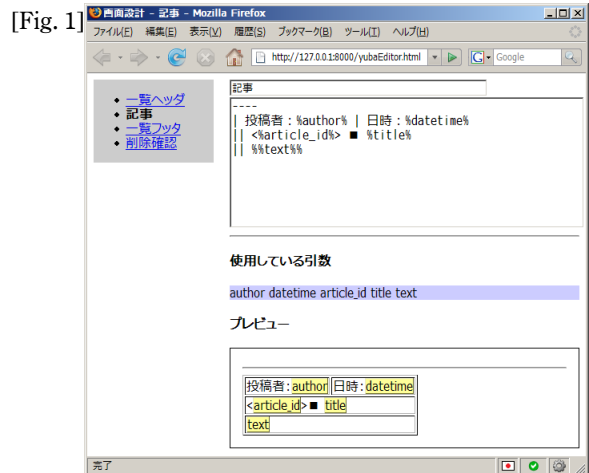 [Fig. 1]
画面設計 - 記事 - Mozilla Firefox
ファイル(F) 編集(E) 表示(V) 履歴(S) ブックマーク(B) ツール(T) ヘルプ(H)
http://127.0.0.1:8000/yubaEditor.html
G Google
一覧ヘッダ
記事
一覧フッタ
削除確認
記事
----
| 投稿者：%author% | 日時：%datetime%
|| <%article_id%> ■ %title%
|| %%text%%
使用している引数
author datetime article_id title text
プレビュー
投稿者:author 日時:datetime
<article_id>■ title
text
完了